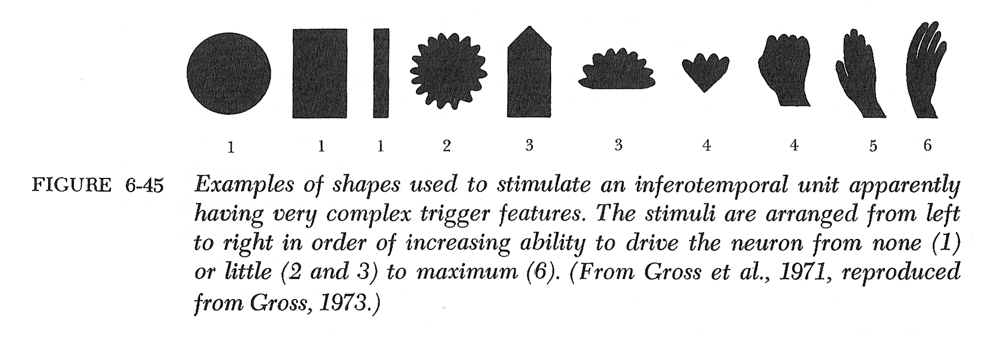 1 1 1 2 3 3 4 4 5 6
FIGURE 6-45 Examples of shapes used to stimulate an inferotemporal unit apparently
having very complex trigger features. The stimuli are arranged from left
to right in order of increasing ability to drive the neuron from none (1)
or little (2 and 3) to maximum (6). (From Gross et al., 1971, reproduced
from Gross, 1973.)